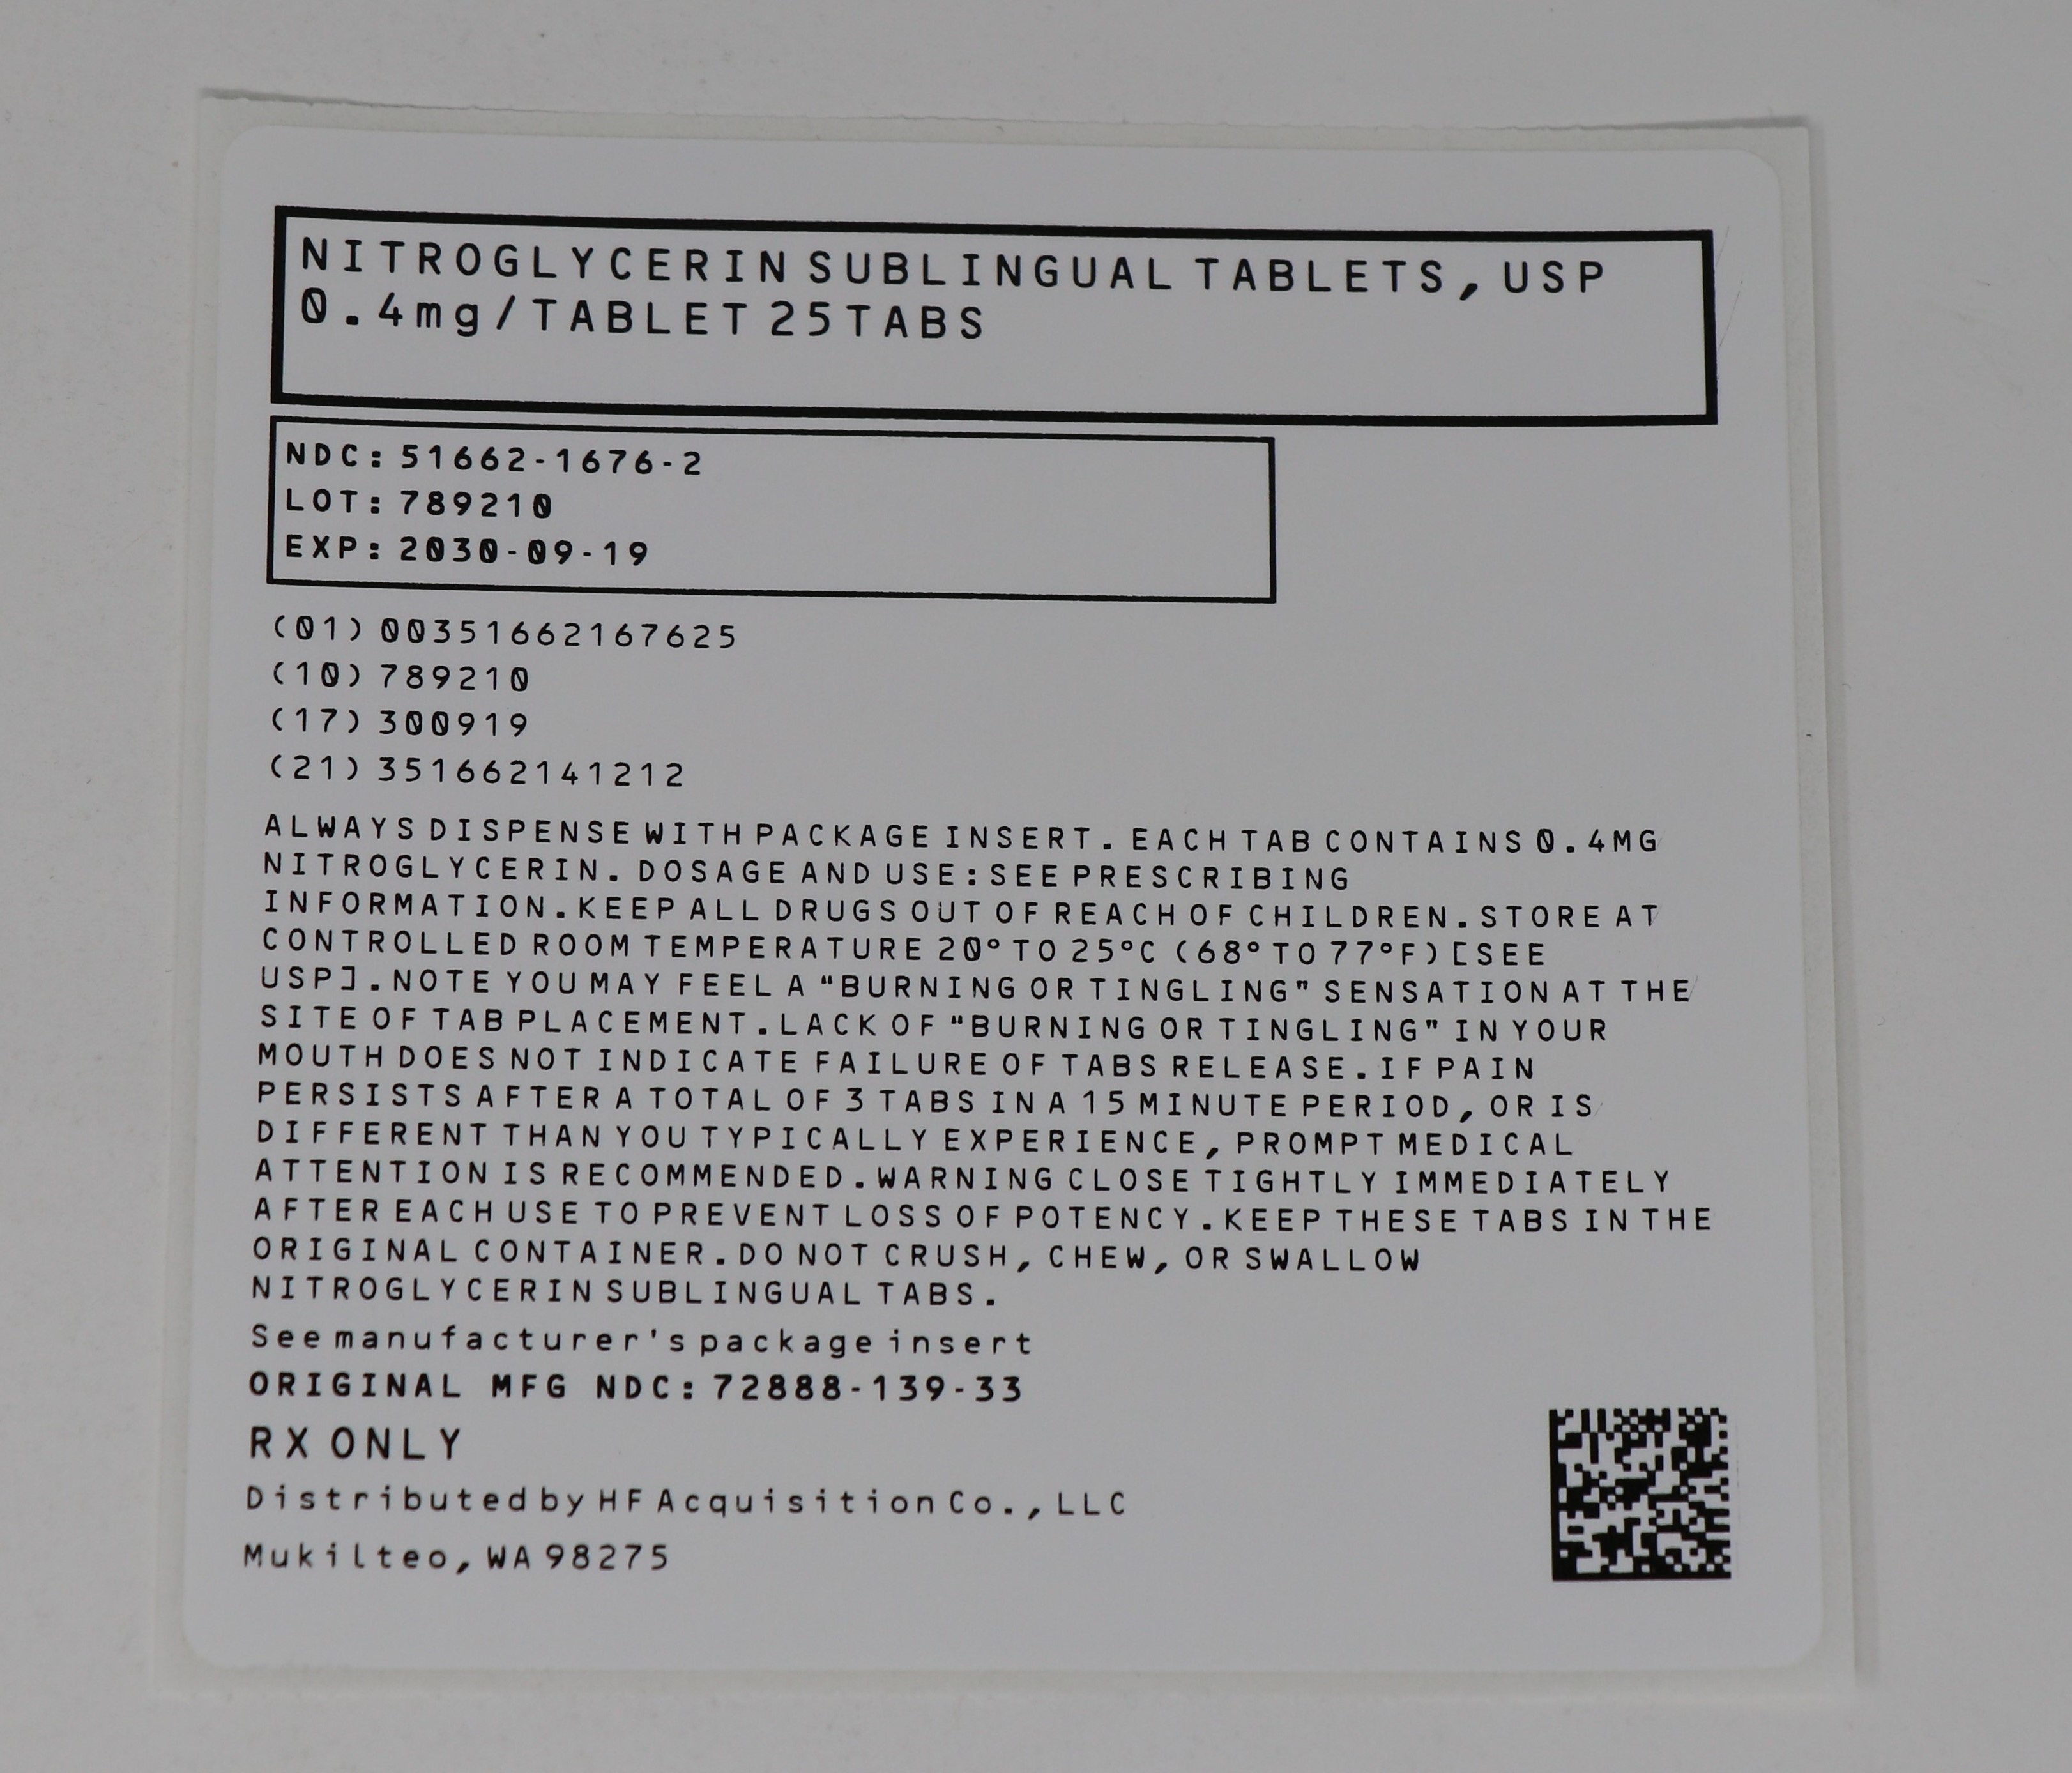 NITROGLYCERIN SUBLINGUAL TABLETS, USP
0.4mg/TABLET 25TABS
NDC: 51662-1676-2
LOT: 789210
EXP: 2030-09-19
(01) 00351662167625
(10) 789210
(17) 300919
(21) 351662141212
ALWAYS DISPENSE WITH PACKAGE INSERT. EACH TAB CONTAINS 0.4MG
NITROGLYCERIN. DOSAGE AND USE: SEE PRESCRIBING
INFORMATION.KEEP ALL DRUGS OUT OF REACH OF CHILDREN.STORE AT
CONTROLLED ROOM TEMPERATURE 20° TO 25°C (68° TO 77°F) [SEE
USP].NOTE YOU MAY FEEL A “BURNING OR TINGLING” SENSATION AT THE
SITE OF TAB PLACEMENT.LACK OF “BURNING OR TINGLING” IN YOUR
MOUTH DOES NOT INDICATE FAILURE OF TABS RELEASE.IF PAIN
PERSISTS AFTER A TOTAL OF 3 TABS IN A 15 MINUTE PERIOD, OR IS
DIFFERENT THAN YOU TYPICALLY EXPERIENCE, PROMPT MEDICAL
ATTENTION IS RECOMMENDED.WARNING CLOSE TIGHTLY IMMEDIATELY
AFTER EACH USE TO PREVENT LOSS OF POTENCY.KEEP THESE TABS IN THE
ORIGINAL CONTAINER.DO NOT CRUSH, CHEW, OR SWALLOW
NITROGLYCERIN SUBLINGUAL TABS.
See manufacturer's package insert
ORIGINAL MFG NDC: 72888-139-33
RX ONLY
Distributed by HF Acquisition Co., LLC
Mukilteo, WA 98275